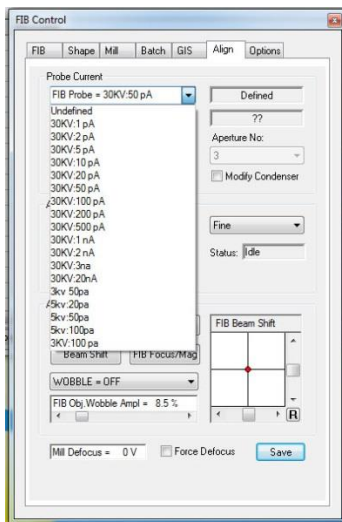 FIB Control
FIB Shape Mill Batch GIS Align Options
Probe Current
FIB Probe = 30KV:50 pA
Defined
Undefined
??
30KV:1 pA
30KV:2 pA
Aperture No:
30KV:5 pA
30KV:10 pA
3
30KV:20 pA
30KV:50 pA
Modify Condenser
30KV:100 pA
30KV:200 pA
30KV:500 pA
Fine
30KV:1 nA
30KV:2 nA
Status: Idle
30KV:3na
30KV:20nA
3kv 50pa
5kv:20pa
5kv:50pa
FIB Beam Shift
5kv:100pa
3KV:100 pa
Beam Shift FIB Focus/Mag
WOBBLE = OFF
FIB Obj.Wobble Ampl = 8.5 %
R
Mill Defocus = 0 V Force Defocus Save